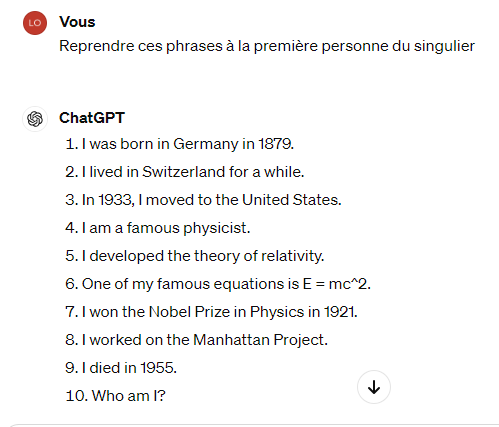 LO Vous
Reprendre ces phrases à la première personne du singulier
ChatGPT
1. I was born in Germany in 1879.
2. I lived in Switzerland for a while.
3. In 1933, I moved to the United States.
4. I am a famous physicist.
5. I developed the theory of relativity.
6. One of my famous equations is E = mc^2.
7. I won the Nobel Prize in Physics in 1921.
8. I worked on the Manhattan Project.
9. I died in 1955.
10. Who am I?